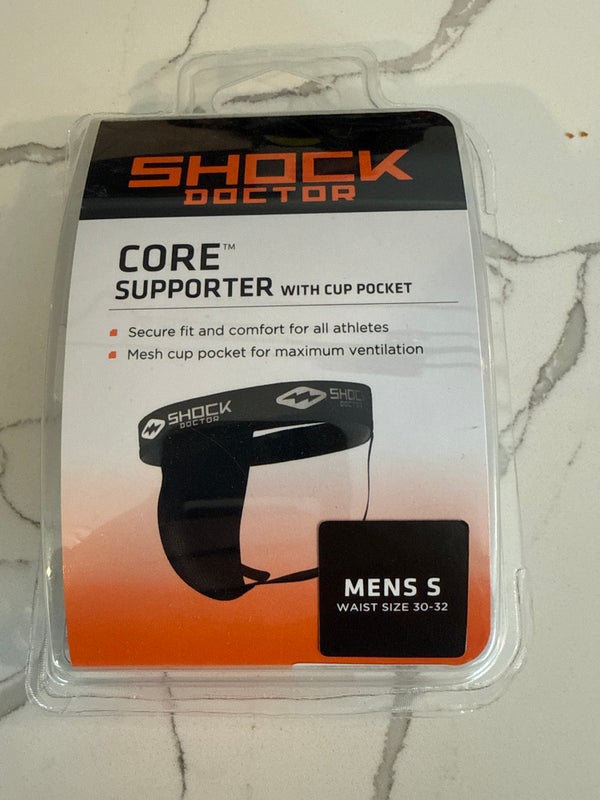 SHOCK
DOCTOR
CORE™
SUPPORTER WITH CUP POCKET
Secure fit and comfort for all athletes
Mesh cup pocket for maximum ventilation
SHOCK
DOCTOR
SHOCK
DOCTOR
MENS S
WAIST SIZE 30-32